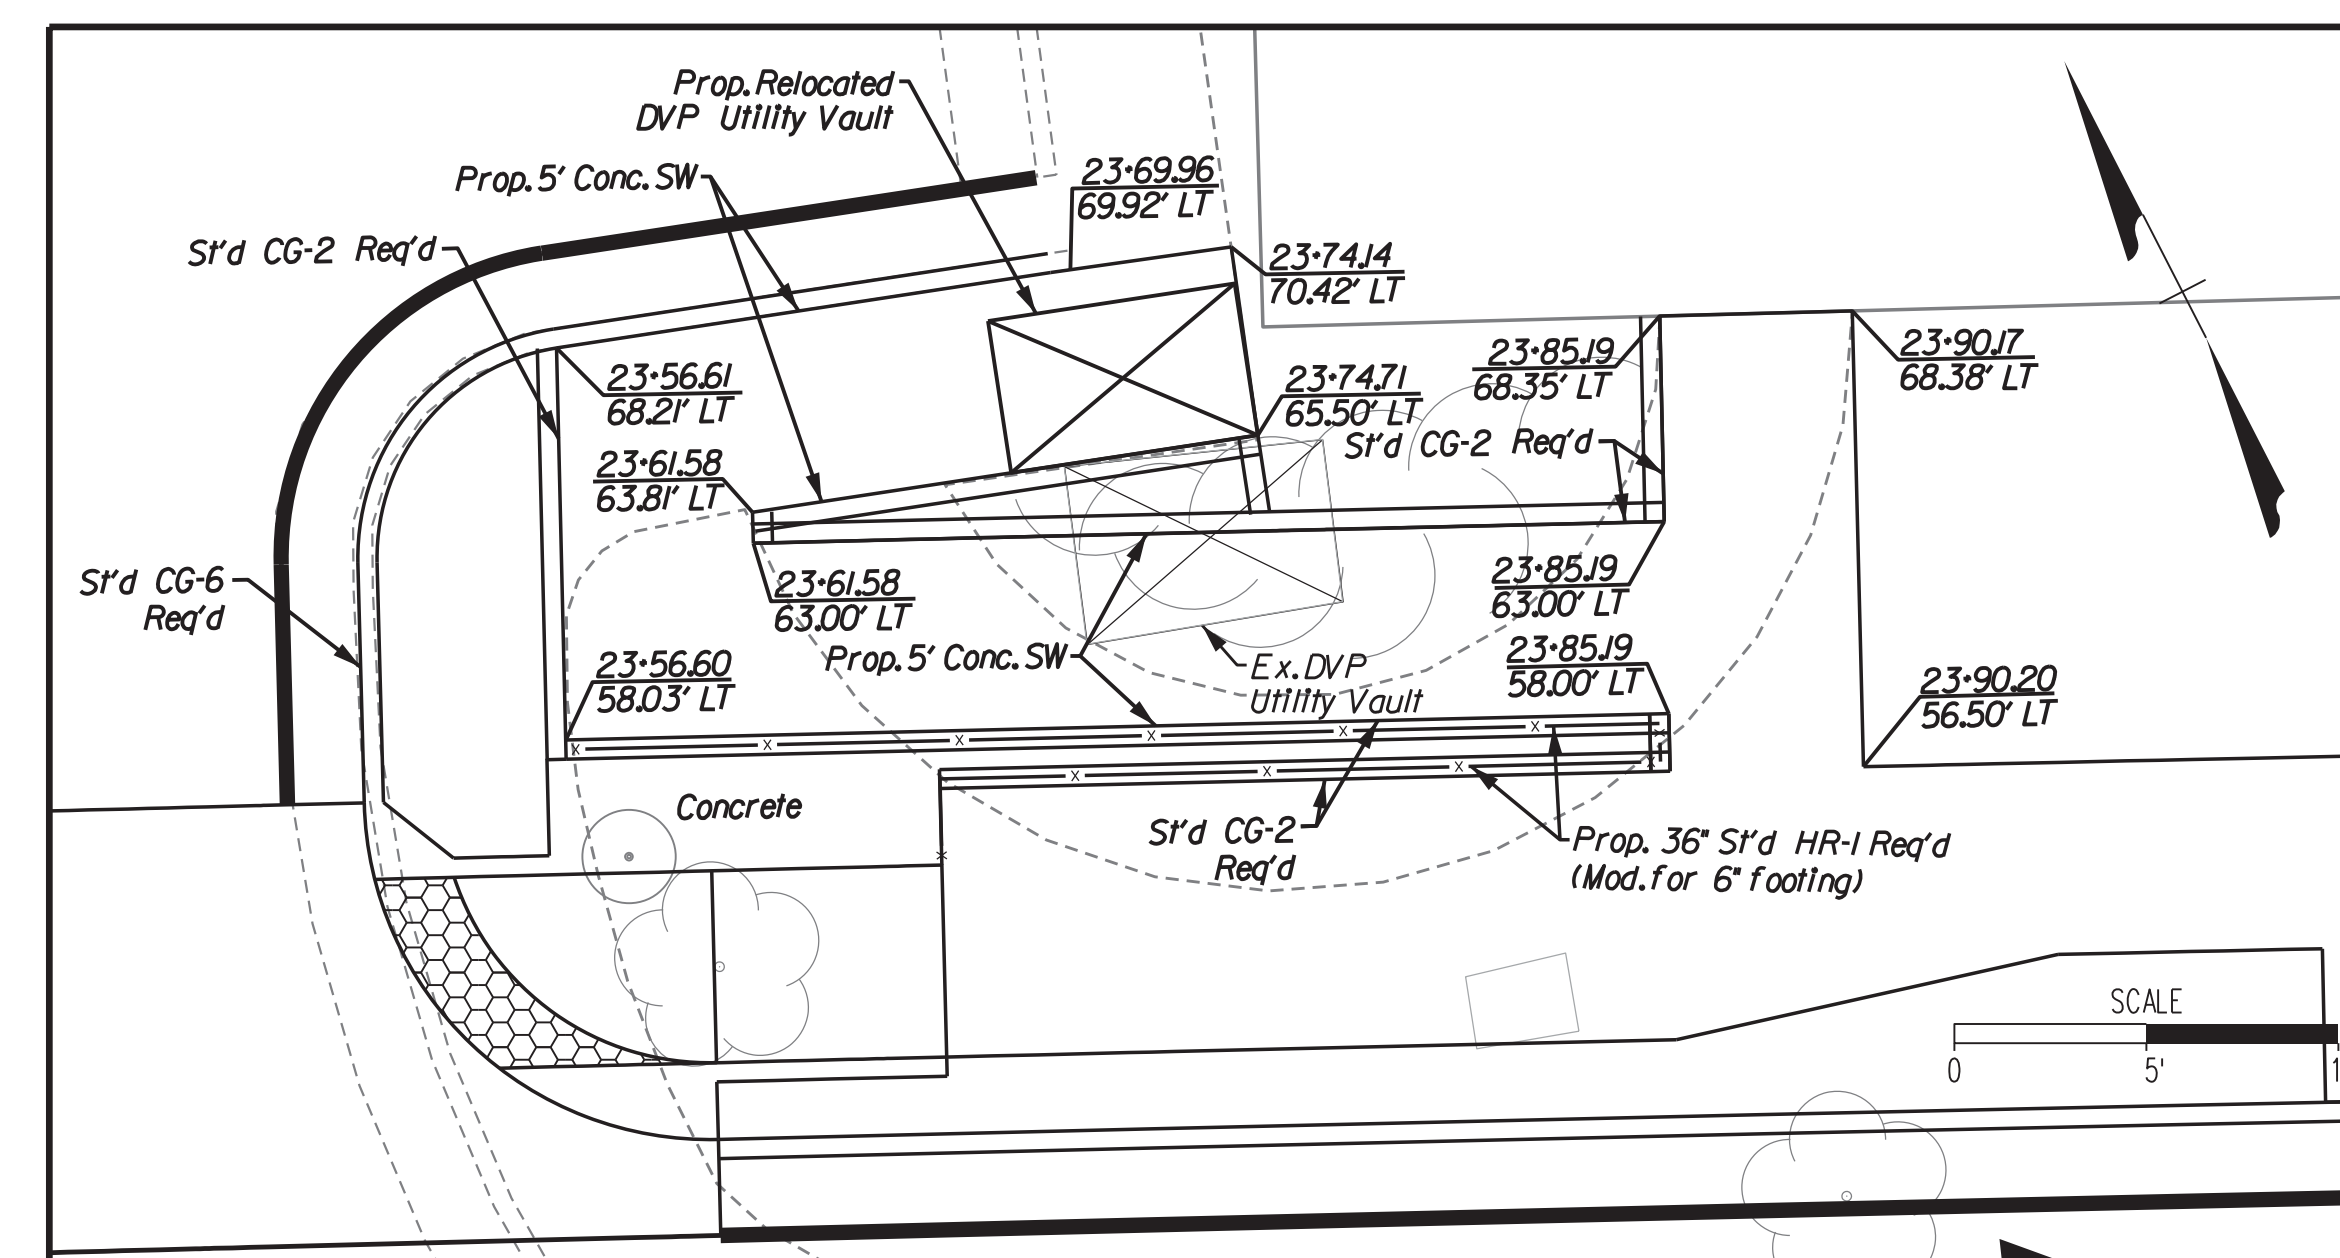 Prop. Relocated
DVP Utility Vault
Prop. 5' Conc. SW
23+69.96
69.92' LT
St'd CG-2 Req'd
23+74.14
70.42' LT
23+56.61
68.21' LT
23+74.71
65.50' LT
23+85.19
68.35' LT
23+90.17
68.38' LT
St'd CG-2 Req'd
23+61.58
63.81' LT
St'd CG-6
Req'd
23+61.58
63.00' LT
23+85.19
63.00' LT
23+56.60
58.03' LT
Prop. 5' Conc. SW
Ex. DVP
Utility Vault
23+85.19
58.00' LT
23+90.20
56.50' LT
Concrete
St'd CG-2
Req'd
Prop. 36" St'd HR-1 Req'd
(Mod. for 6" footing)
SCALE
0 5'